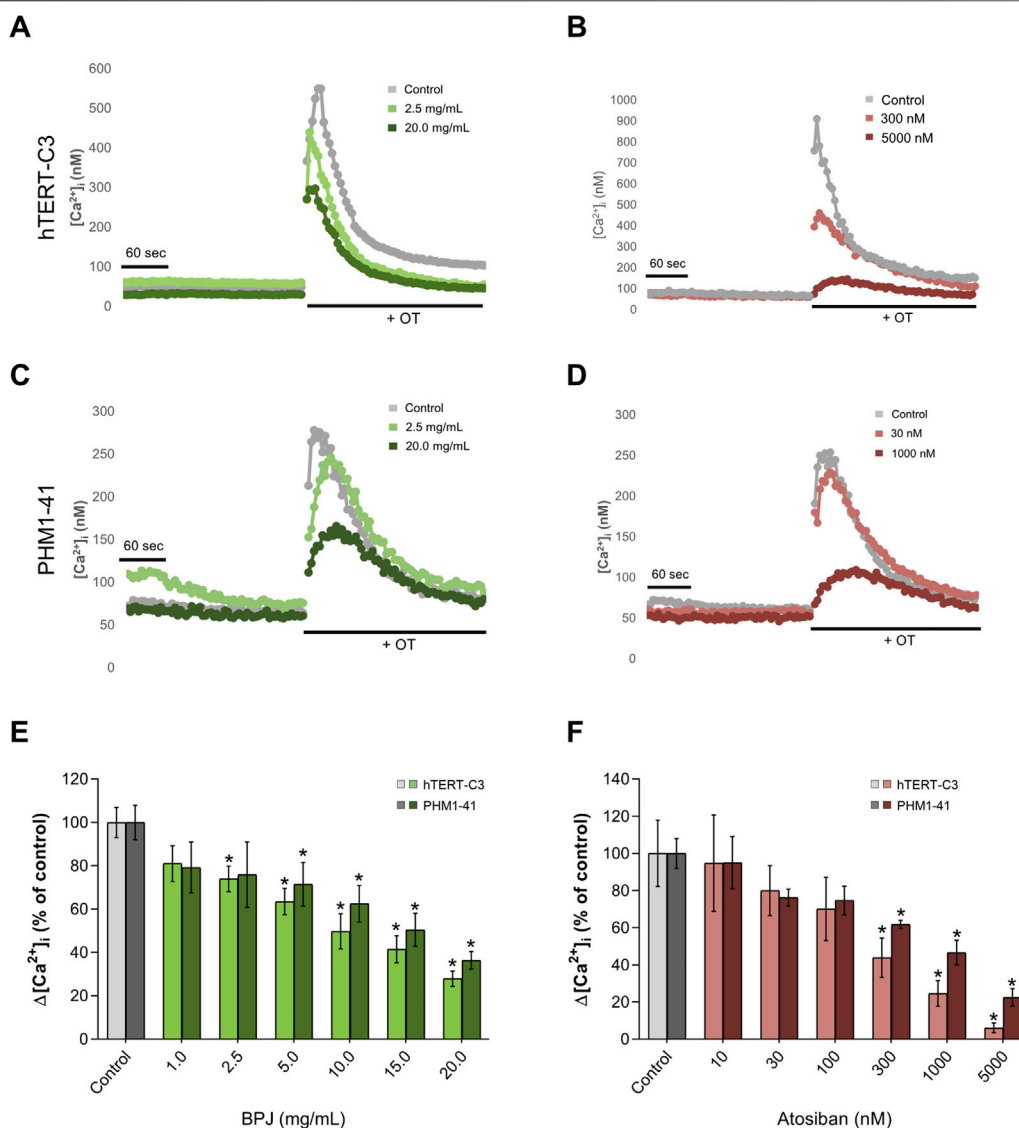 A
hTERT-C3
[Ca²⁺]i (nM)
600
500
400
300
200
100
0
Control
2.5 mg/mL
20.0 mg/mL
60 sec
+ OT
B
[Ca²⁺]i (nM)
1000
900
800
700
600
500
400
300
200
100
0
Control
300 nM
5000 nM
60 sec
+ OT
C
PHM1-41
[Ca²⁺]i (nM)
300
250
200
150
100
50
0
Control
2.5 mg/mL
20.0 mg/mL
60 sec
+ OT
D
[Ca²⁺]i (nM)
300
250
200
150
100
50
0
Control
30 nM
1000 nM
60 sec
+ OT
E
Δ[Ca²⁺]i (% of control)
120
100
80
60
40
20
0
hTERT-C3
PHM1-41
* * * * * * * * *
Control 1.0 2.5 5.0 10.0 15.0 20.0
BPJ (mg/mL)
F
Δ[Ca²⁺]i (% of control)
140
120
100
80
60
40
20
0
hTERT-C3
PHM1-41
* * * * * *
Control 10 30 100 300 1000 5000
Atosiban (nM)